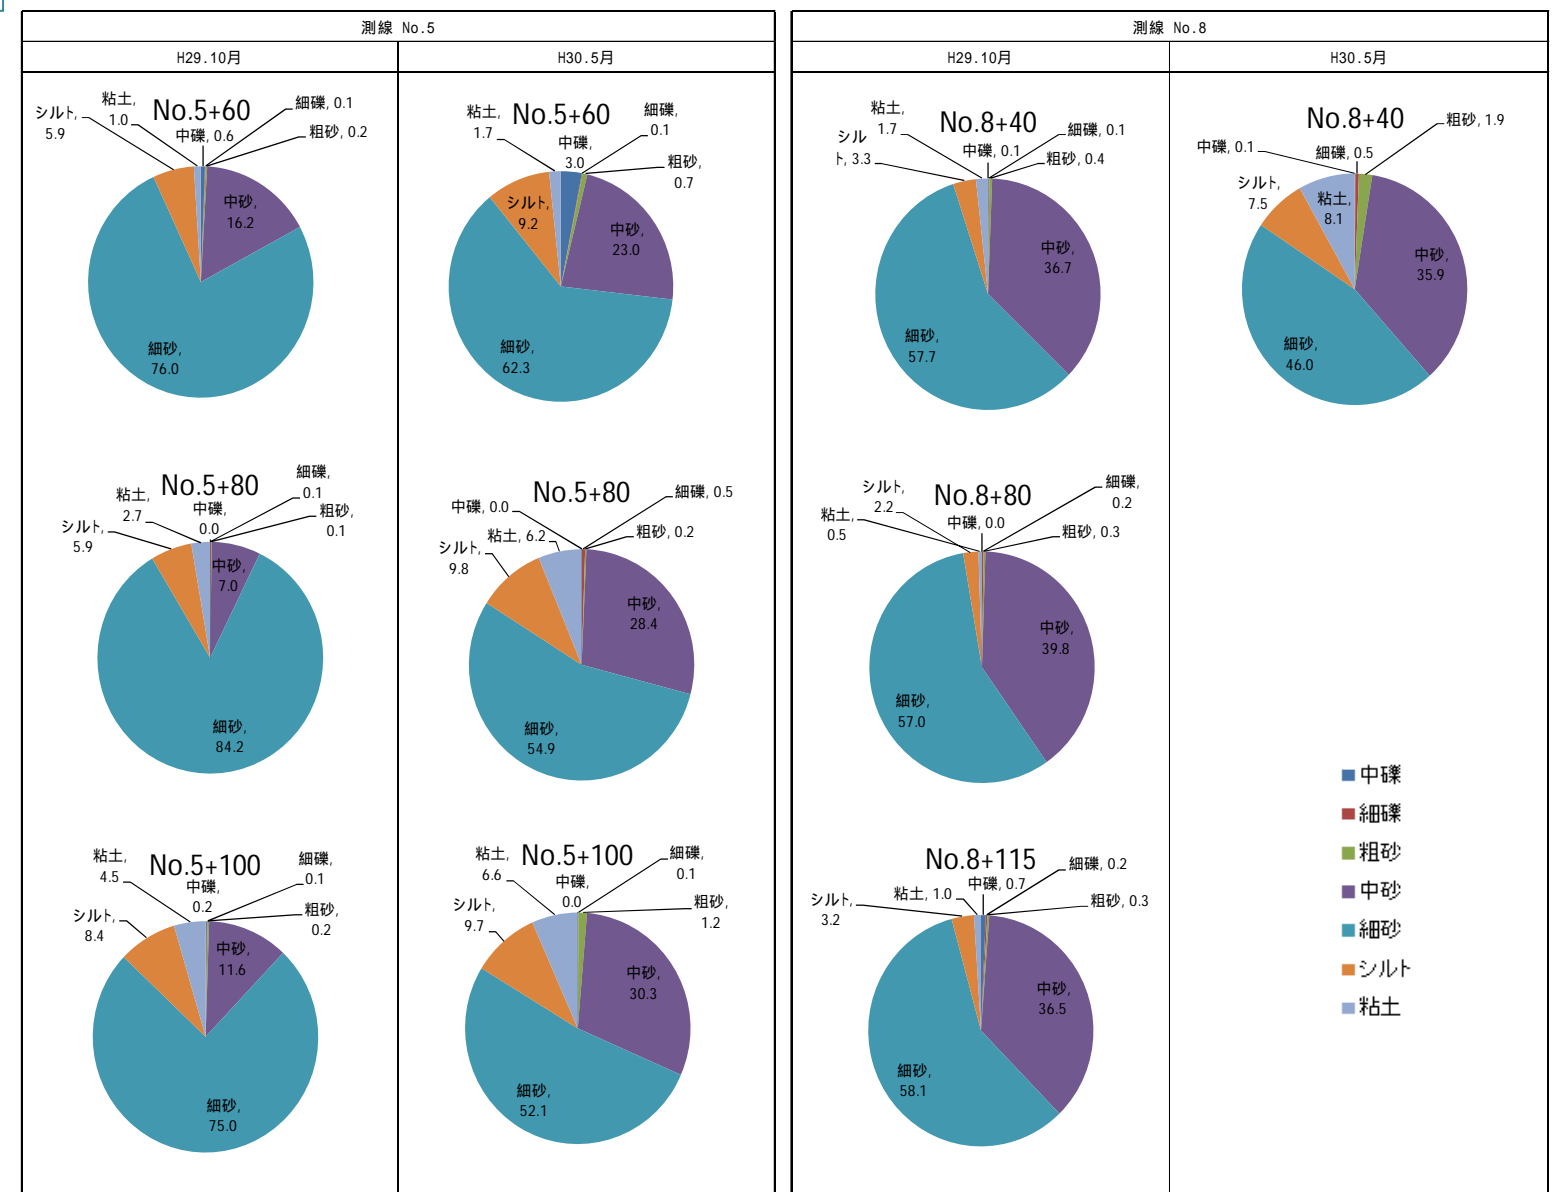 測線 No.5
H29.10月
H30.5月
No.5+60
シルト,
5.9
粘土,
1.0
中礫, 0.6
細礫, 0.1
粗砂, 0.2
中砂,
16.2
細砂,
76.0
No.5+60
粘土,
1.7
中礫,
3.0
細礫,
0.1
粗砂,
0.7
シルト,
9.2
中砂,
23.0
細砂,
62.3
No.5+80
シルト,
5.9
粘土,
2.7
中礫,
0.0
細礫,
0.1
粗砂,
0.1
中砂,
7.0
細砂,
84.2
No.5+80
中礫, 0.0
細礫, 0.5
粗砂, 0.2
粘土, 6.2
シルト,
9.8
中砂,
28.4
細砂,
54.9
No.5+100
粘土,
4.5
中礫,
0.2
細礫,
0.1
粗砂,
0.2
シルト,
8.4
中砂,
11.6
細砂,
75.0
No.5+100
粘土,
6.6
中礫,
0.0
細礫,
0.1
粗砂,
1.2
シルト,
9.7
中砂,
30.3
細砂,
52.1
測線 No.8
H29.10月
H30.5月
No.8+40
粘土,
1.7
シル
ト, 3.3
中礫, 0.1
細礫, 0.1
粗砂, 0.4
中砂,
36.7
細砂,
57.7
No.8+40
中礫, 0.1
細礫, 0.5
粗砂, 1.9
シルト,
7.5
粘土,
8.1
中砂,
35.9
細砂,
46.0
No.8+80
シルト,
2.2
粘土,
0.5
中礫, 0.0
細礫,
0.2
粗砂, 0.3
中砂,
39.8
細砂,
57.0
No.8+115
シルト,
3.2
粘土, 1.0
中礫, 0.7
細礫, 0.2
粗砂, 0.3
中砂,
36.5
細砂,
58.1
中礫
細礫
粗砂
中砂
細砂
シルト
粘土